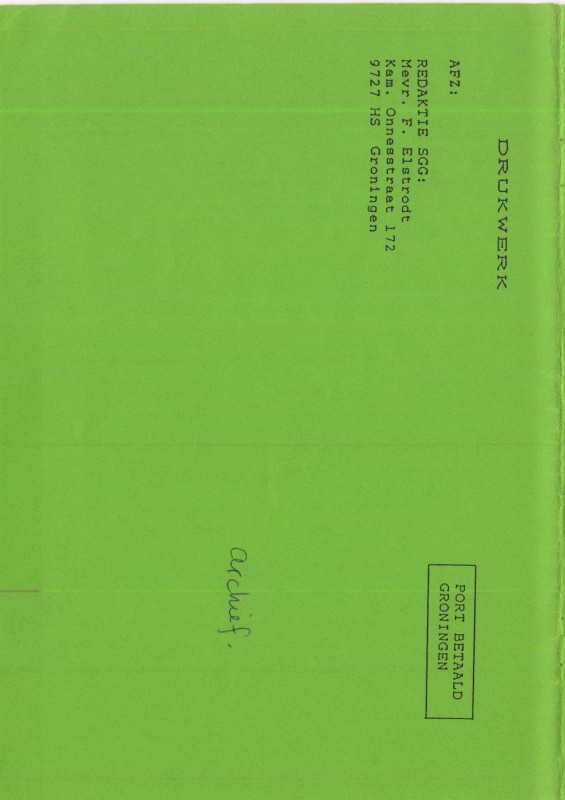 DRUKWERK
AFZ:
REDAKTIE SGG:
Mevr. F. Elstrodt
Kam. Onnesstraat 172
9727 HS Groningen
PORT BETAALD
GRONINGEN
archief.